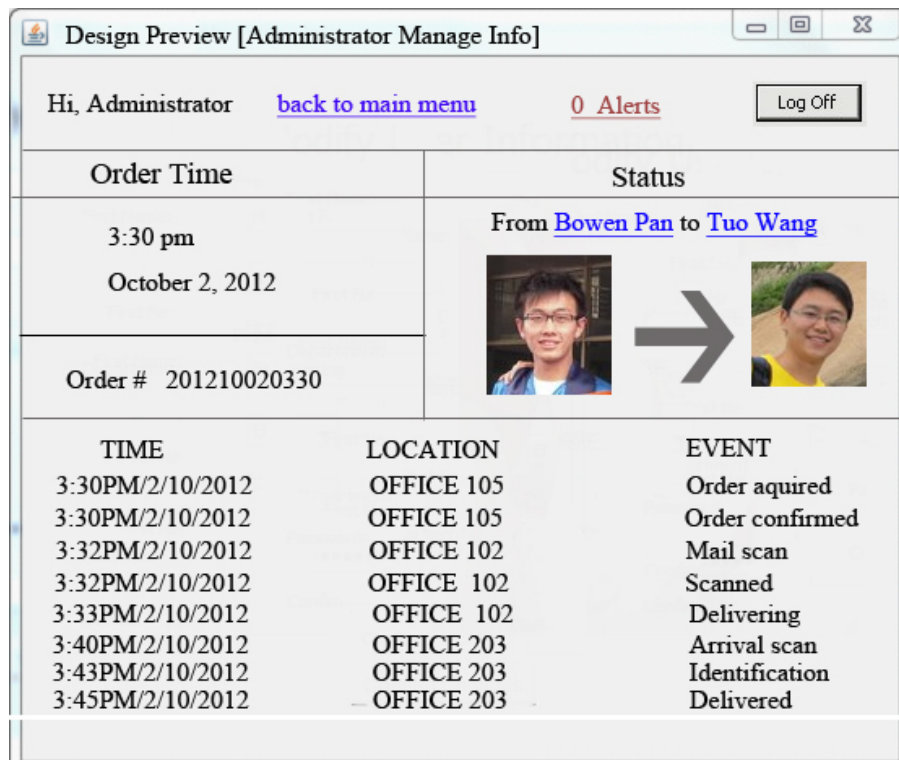 Design Preview [Administrator Manage Info]
Hi, Administrator back to main menu 0 Alerts Log Off
Order Time Status
From Bowen Pan to Tuo Wang
3:30 pm
October 2, 2012
Order # 201210020330
TIME LOCATION EVENT
3:30PM/2/10/2012 OFFICE 105 Order aquired
3:30PM/2/10/2012 OFFICE 105 Order confirmed
3:32PM/2/10/2012 OFFICE 102 Mail scan
3:32PM/2/10/2012 OFFICE 102 Scanned
3:33PM/2/10/2012 OFFICE 102 Delivering
3:40PM/2/10/2012 OFFICE 203 Arrival scan
3:43PM/2/10/2012 OFFICE 203 Identification
3:45PM/2/10/2012 OFFICE 203 Delivered